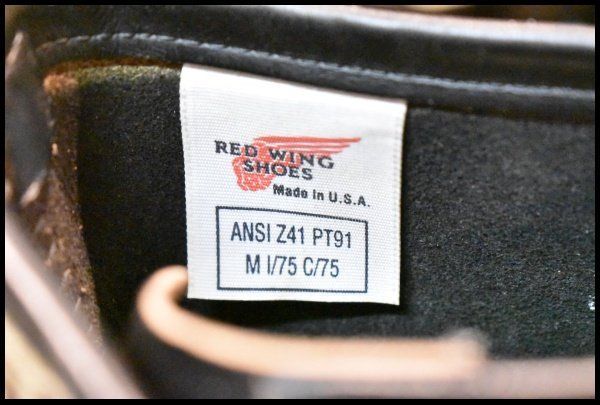 RED WING
SHOES
Made in U.S.A.
ANSI Z41 PT91
M I/75 C/75